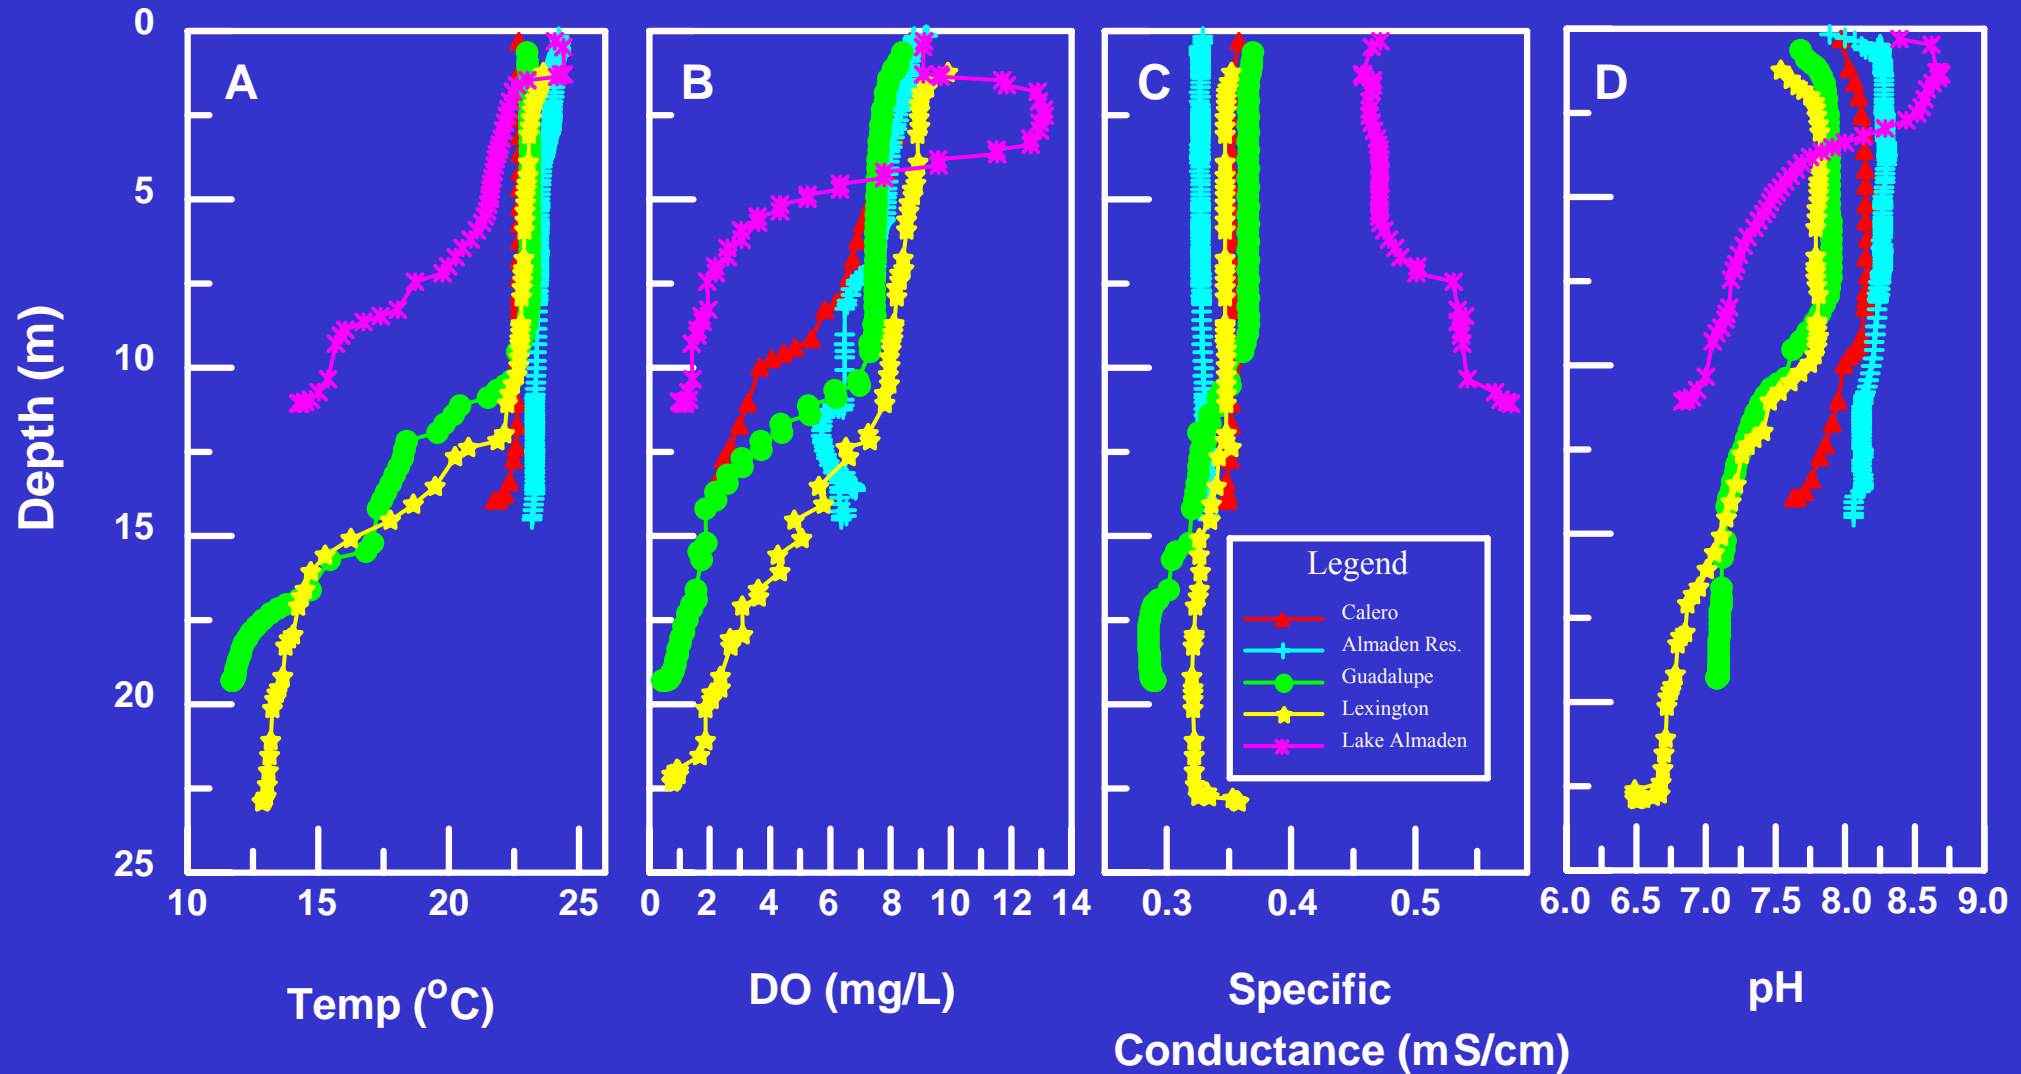 A
B
C
D
0
5
10
15
20
25
Depth (m)
Legend
Calero
Almaden Res.
Guadalupe
Lexington
Lake Almaden
10 15 20 25
0 2 4 6 8 10 12 14
0.3 0.4 0.5
6.0 6.5 7.0 7.5 8.0 8.5 9.0
Temp (°C)
DO (mg/L)
Specific
Conductance (mS/cm)
pH